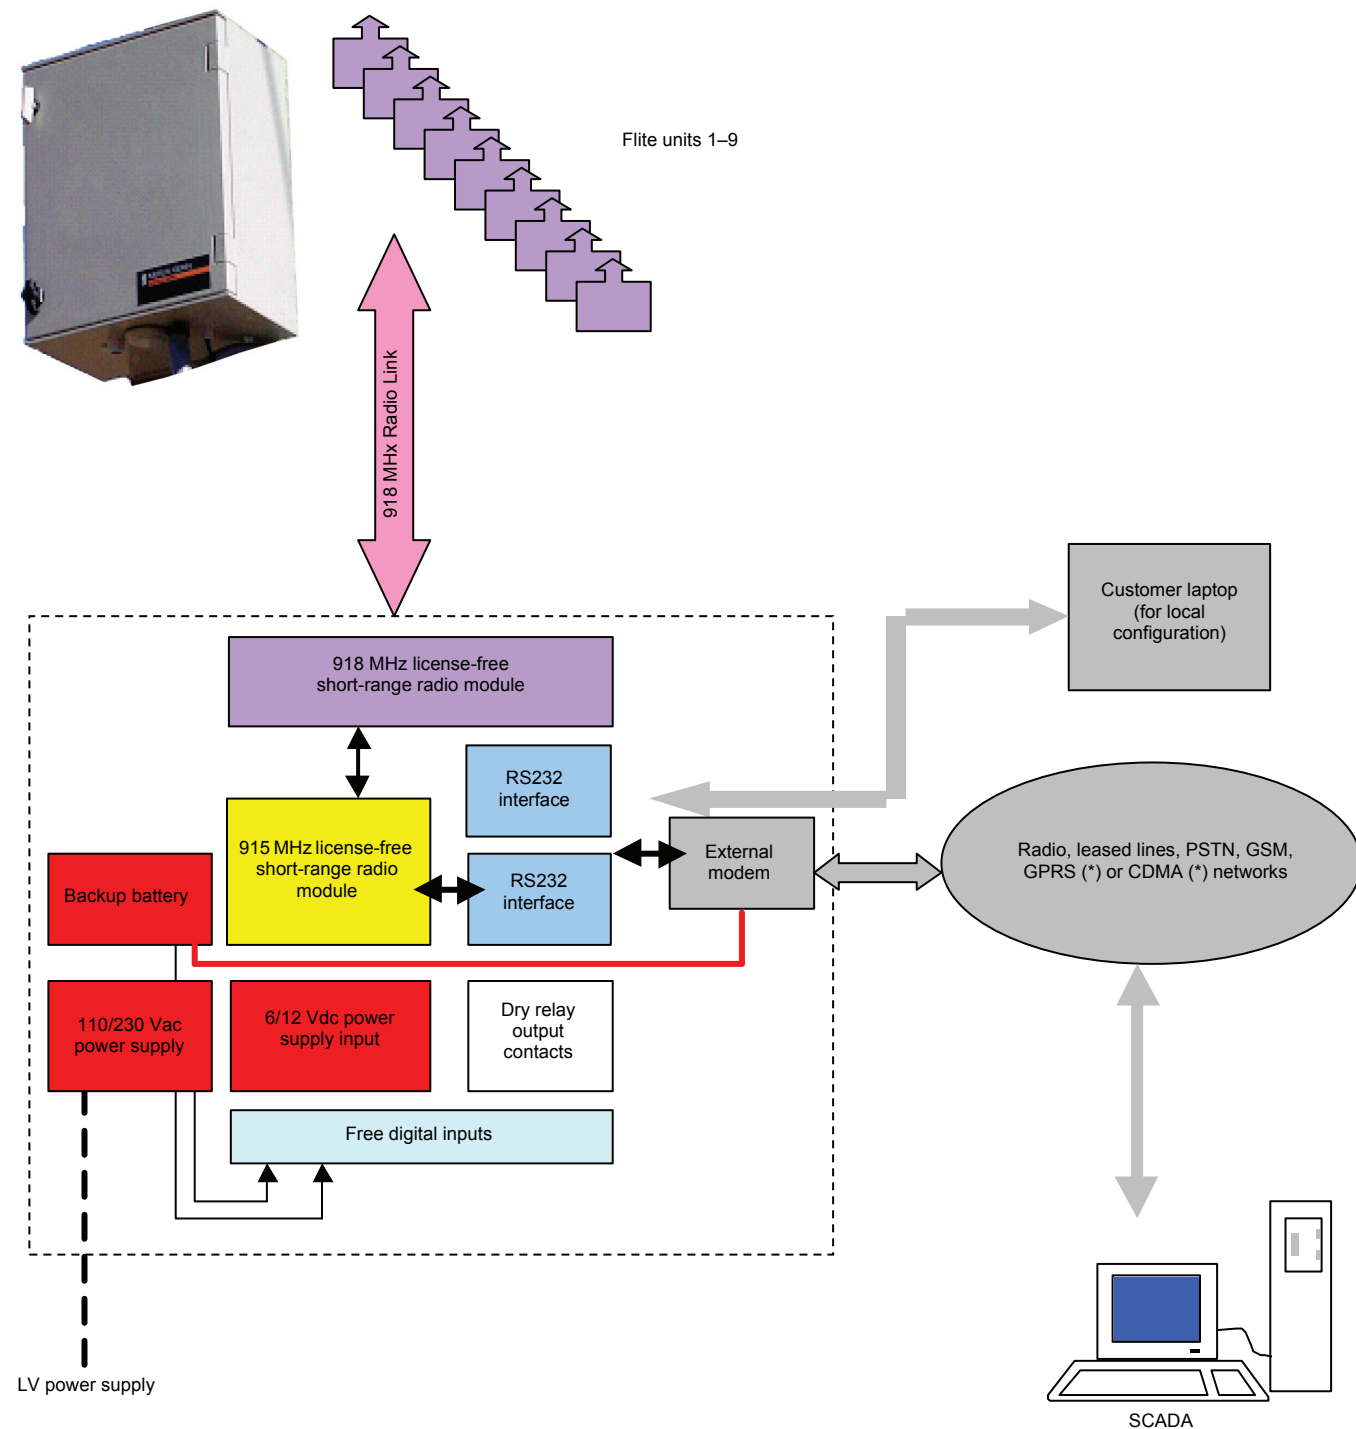 Flite units 1–9
918 MHx Radio Link
Customer laptop
(for local
configuration)
918 MHz license-free
short-range radio module
RS232
interface
915 MHz license-free
short-range radio
module
External
modem
Radio, leased lines, PSTN, GSM,
GPRS (*) or CDMA (*) networks
Backup battery
RS232
interface
110/230 Vac
power supply
6/12 Vdc power
supply input
Dry relay
output
contacts
Free digital inputs
LV power supply
SCADA